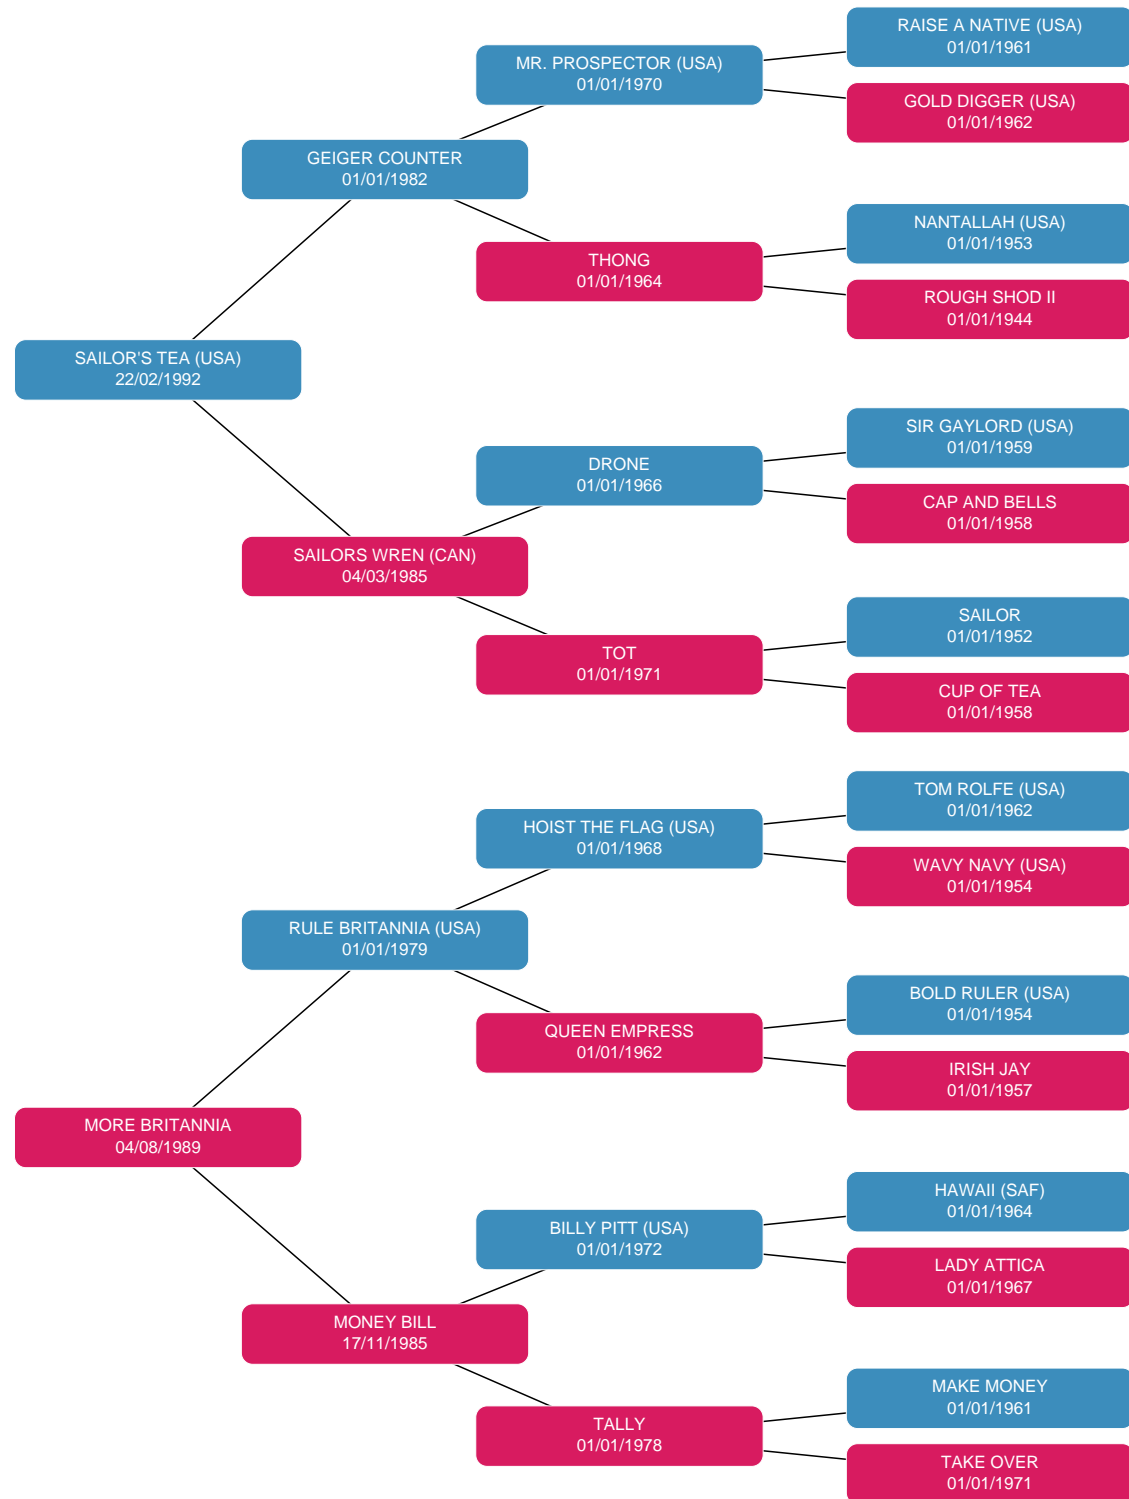 RAISE A NATIVE (USA)
01/01/1961
MR. PROSPECTOR (USA)
01/01/1970
GOLD DIGGER (USA)
01/01/1962
GEIGER COUNTER
01/01/1982
NANTALLAH (USA)
01/01/1953
THONG
01/01/1964
ROUGH SHOD II
01/01/1944
SAILOR'S TEA (USA)
22/02/1992
SIR GAYLORD (USA)
01/01/1959
DRONE
01/01/1966
CAP AND BELLS
01/01/1958
SAILORS WREN (CAN)
04/03/1985
SAILOR
01/01/1952
TOT
01/01/1971
CUP OF TEA
01/01/1958
TOM ROLFE (USA)
01/01/1962
HOIST THE FLAG (USA)
01/01/1968
WAVY NAVY (USA)
01/01/1954
RULE BRITANNIA (USA)
01/01/1979
BOLD RULER (USA)
01/01/1954
QUEEN EMPRESS
01/01/1962
IRISH JAY
01/01/1957
MORE BRITANNIA
04/08/1989
HAWAII (SAF)
01/01/1964
BILLY PITT (USA)
01/01/1972
LADY ATTICA
01/01/1967
MONEY BILL
17/11/1985
MAKE MONEY
01/01/1961
TALLY
01/01/1978
TAKE OVER
01/01/1971